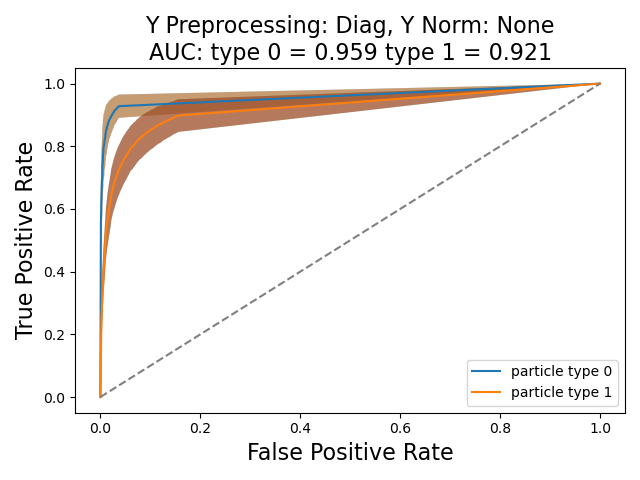 Y Preprocessing: Diag, Y Norm: None
AUC: type 0 = 0.959 type 1 = 0.921
True Positive Rate
1.0
0.8
0.6
0.4
0.2
0.0
particle type 0
particle type 1
0.0 0.2 0.4 0.6 0.8 1.0
False Positive Rate